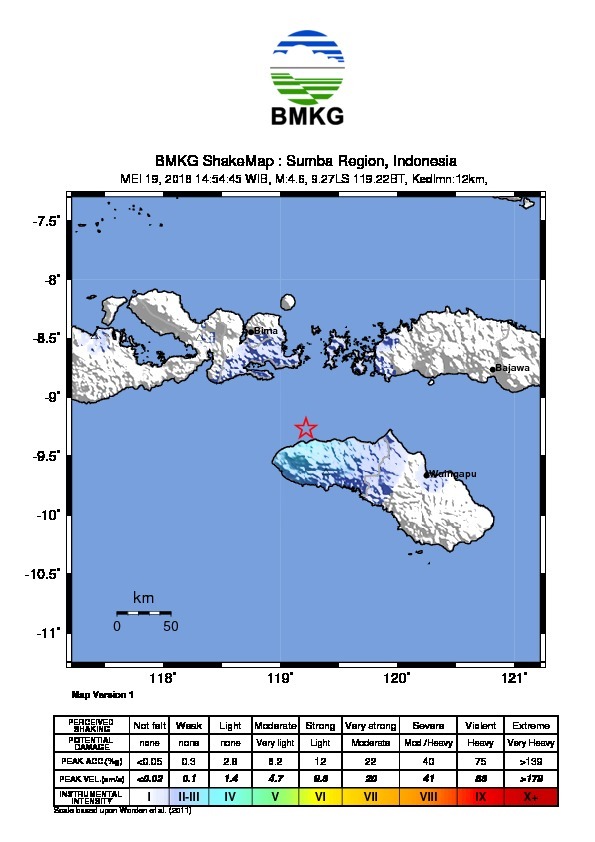 BMKG
BMKG ShakeMap : Sumba Region, Indonesia
MEI 19, 2018 14:54:45 WIB, M:4.6, 9.27LS 119.22BT, Kedlmn:12km,
-7.5°
-8°
-8.5°
-9°
-9.5°
-10°
-10.5°
-11°
Bima
Bajawa
Waingapu
km
0 50
118° 119° 120° 121°
Map Version 1
PERCEIVED SHAKING Not felt Weak Light Moderate Strong Very strong Severe Violent Extreme
POTENTIAL DAMAGE none none none Very light Light Moderate Mod./Heavy Heavy Very Heavy
PEAK ACC.(%g) <0.05 0.3 2.8 6.2 12 22 40 75 >139
PEAK VEL.(cm/s) <0.02 0.1 1.4 4.7 9.6 20 41 86 >178
INSTRUMENTAL INTENSITY I II-III IV V VI VII VIII IX X+
Scale based upon Worden et al. (2011)